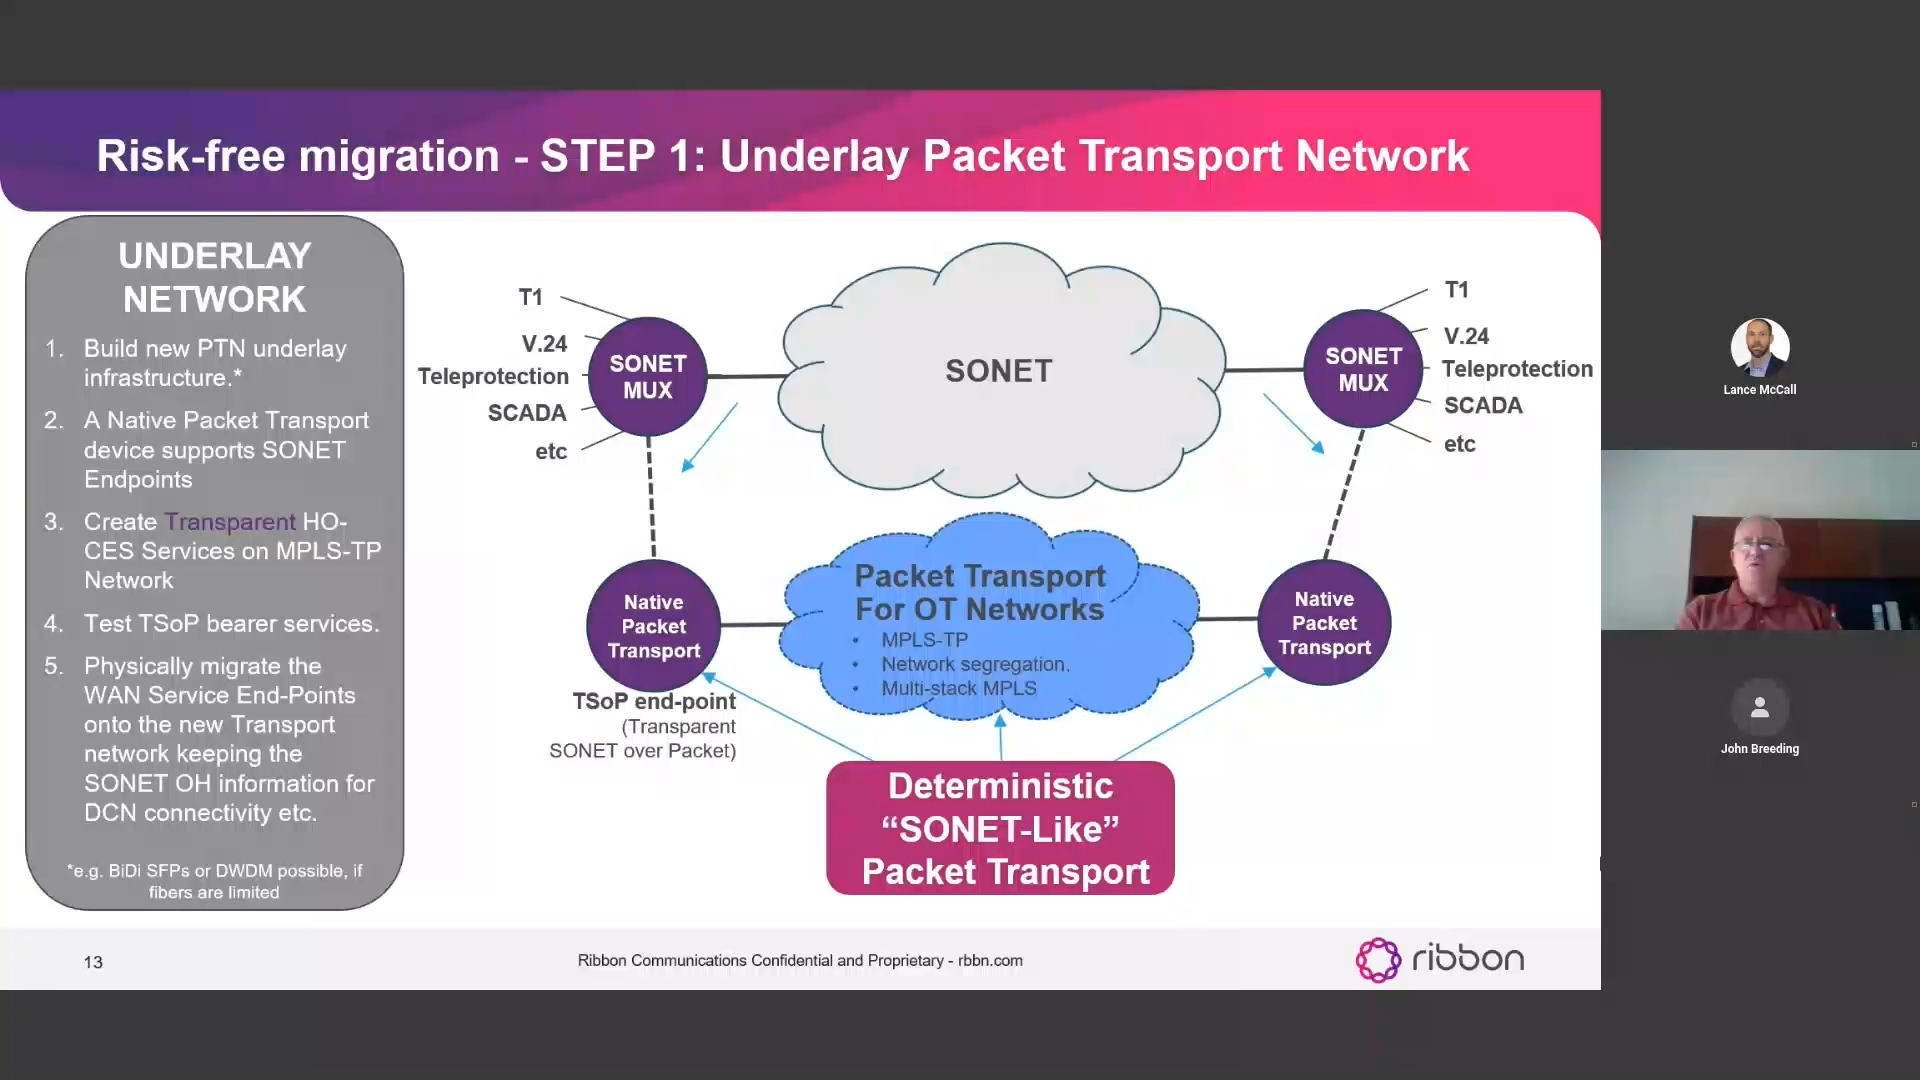 Risk-free migration - STEP 1: Underlay Packet Transport Network
UNDERLAY
NETWORK
1. Build new PTN underlay
infrastructure.*
2. A Native Packet Transport
device supports SONET
Endpoints
3. Create Transparent HO-
CES Services on MPLS-TP
Network
4. Test TSoP bearer services.
5. Physically migrate the
WAN Service End-Points
onto the new Transport
network keeping the
SONET OH information for
DCN connectivity etc.
*e.g. BiDi SFPs or DWDM possible, if
fibers are limited
T1
V.24
Teleprotection
SCADA
etc
SONET
MUX
SONET
SONET
MUX
T1
V.24
Teleprotection
SCADA
etc
Native
Packet
Transport
TSoP end-point
(Transparent
SONET over Packet)
Packet Transport
For OT Networks
• MPLS-TP
• Network segregation.
• Multi-stack MPLS
Native
Packet
Transport
Deterministic
“SONET-Like”
Packet Transport
13
Ribbon Communications Confidential and Proprietary - rbbn.com
ribbon
Lance McCall
John Breeding